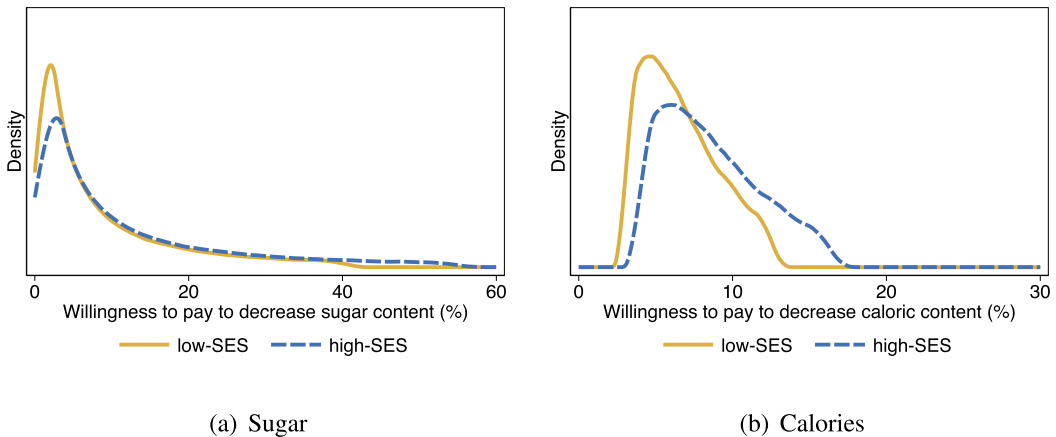 Density
0
20
40
60
Willingness to pay to decrease sugar content (%)
low-SES
high-SES
(a) Sugar
Density
0
10
20
30
Willingness to pay to decrease caloric content (%)
low-SES
high-SES
(b) Calories